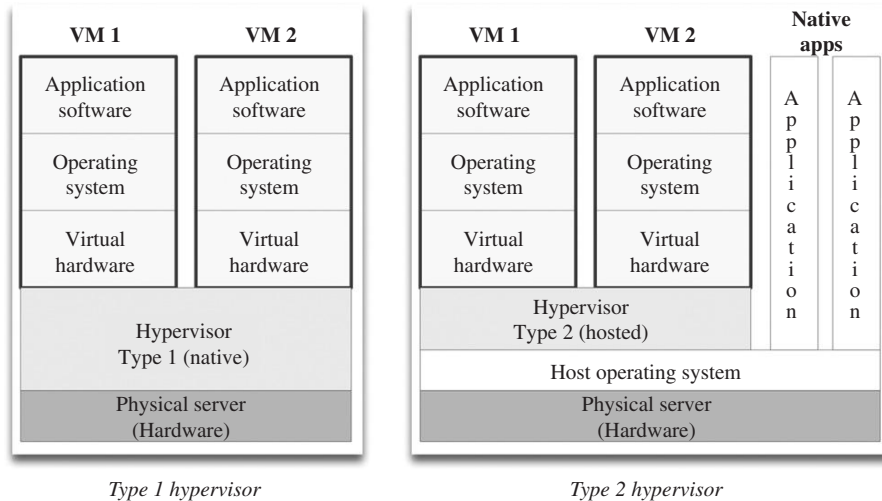 VM 1
VM 2
Application
software
Application
software
Operating
system
Operating
system
Virtual
hardware
Virtual
hardware
Hypervisor
Type 1 (native)
Physical server
(Hardware)
Type 1 hypervisor
VM 1
VM 2
Native
apps
Application
software
Application
software
Operating
system
Operating
system
Virtual
hardware
Virtual
hardware
Application
Application
Hypervisor
Type 2 (hosted)
Host operating system
Physical server
(Hardware)
Type 2 hypervisor